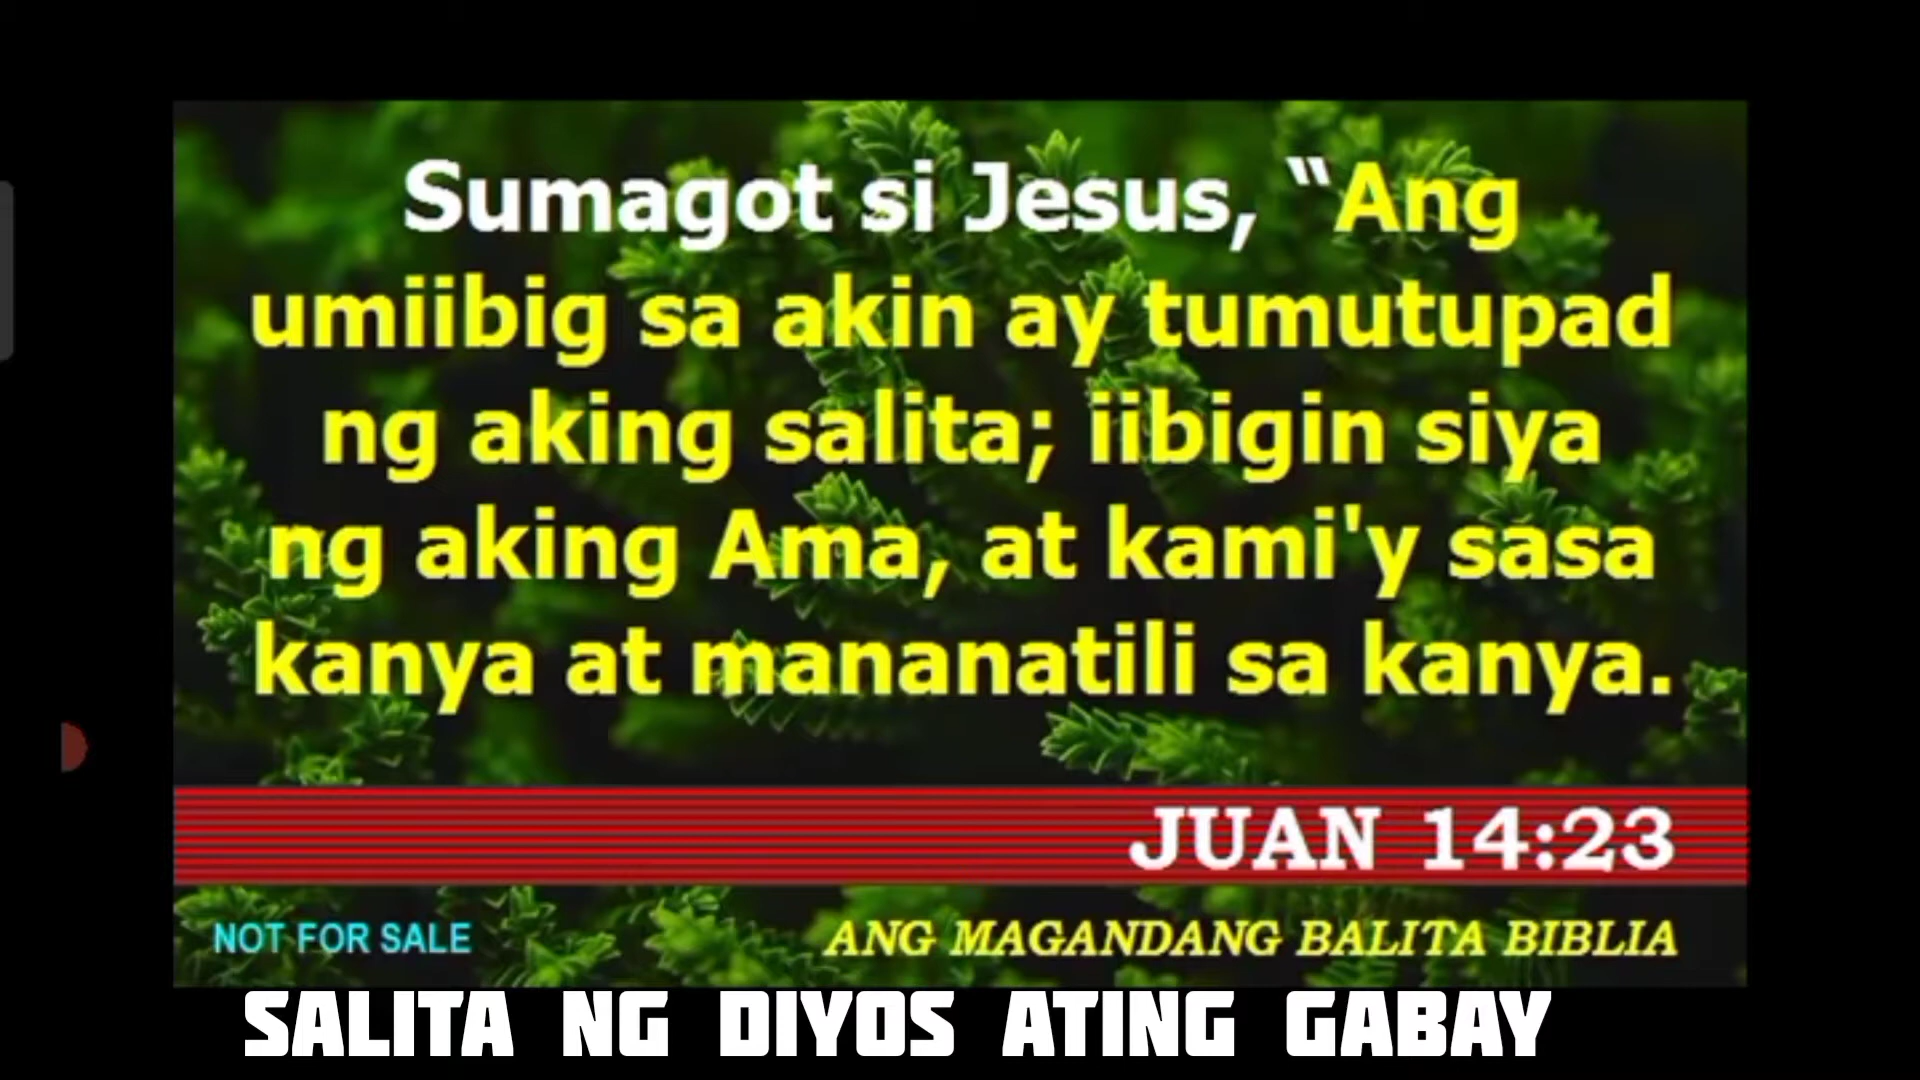 Sumagot si Jesus, “Ang
umiibig sa akin ay tumutupad
ng aking salita; iibigin siya
ng aking Ama, at kami'y sasa
kanya at mananatili sa kanya.
JUAN 14:23
NOT FOR SALE
ANG MAGANDANG BALITA BIBLIA
SALITA NG DIYOS ATING GABAY